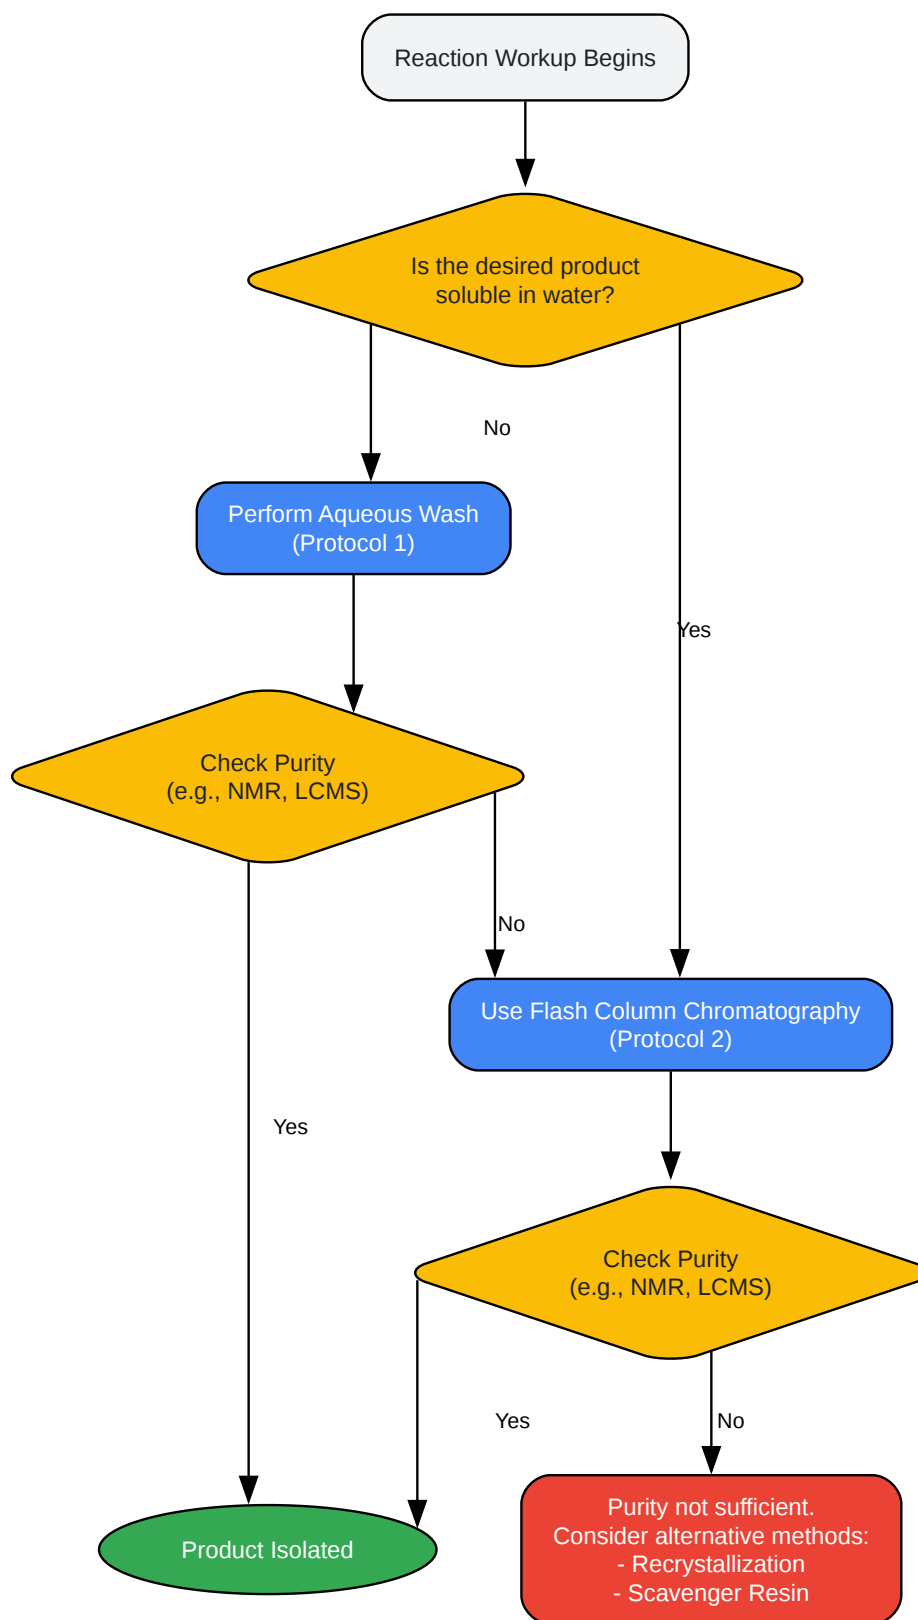 Reaction Workup Begins
Is the desired product
soluble in water?
No
Perform Aqueous Wash
(Protocol 1)
Yes
Check Purity
(e.g., NMR, LCMS)
No
Use Flash Column Chromatography
(Protocol 2)
Yes
Check Purity
(e.g., NMR, LCMS)
Yes
No
Product Isolated
Purity not sufficient.
Consider alternative methods:
- Recrystallization
- Scavenger Resin